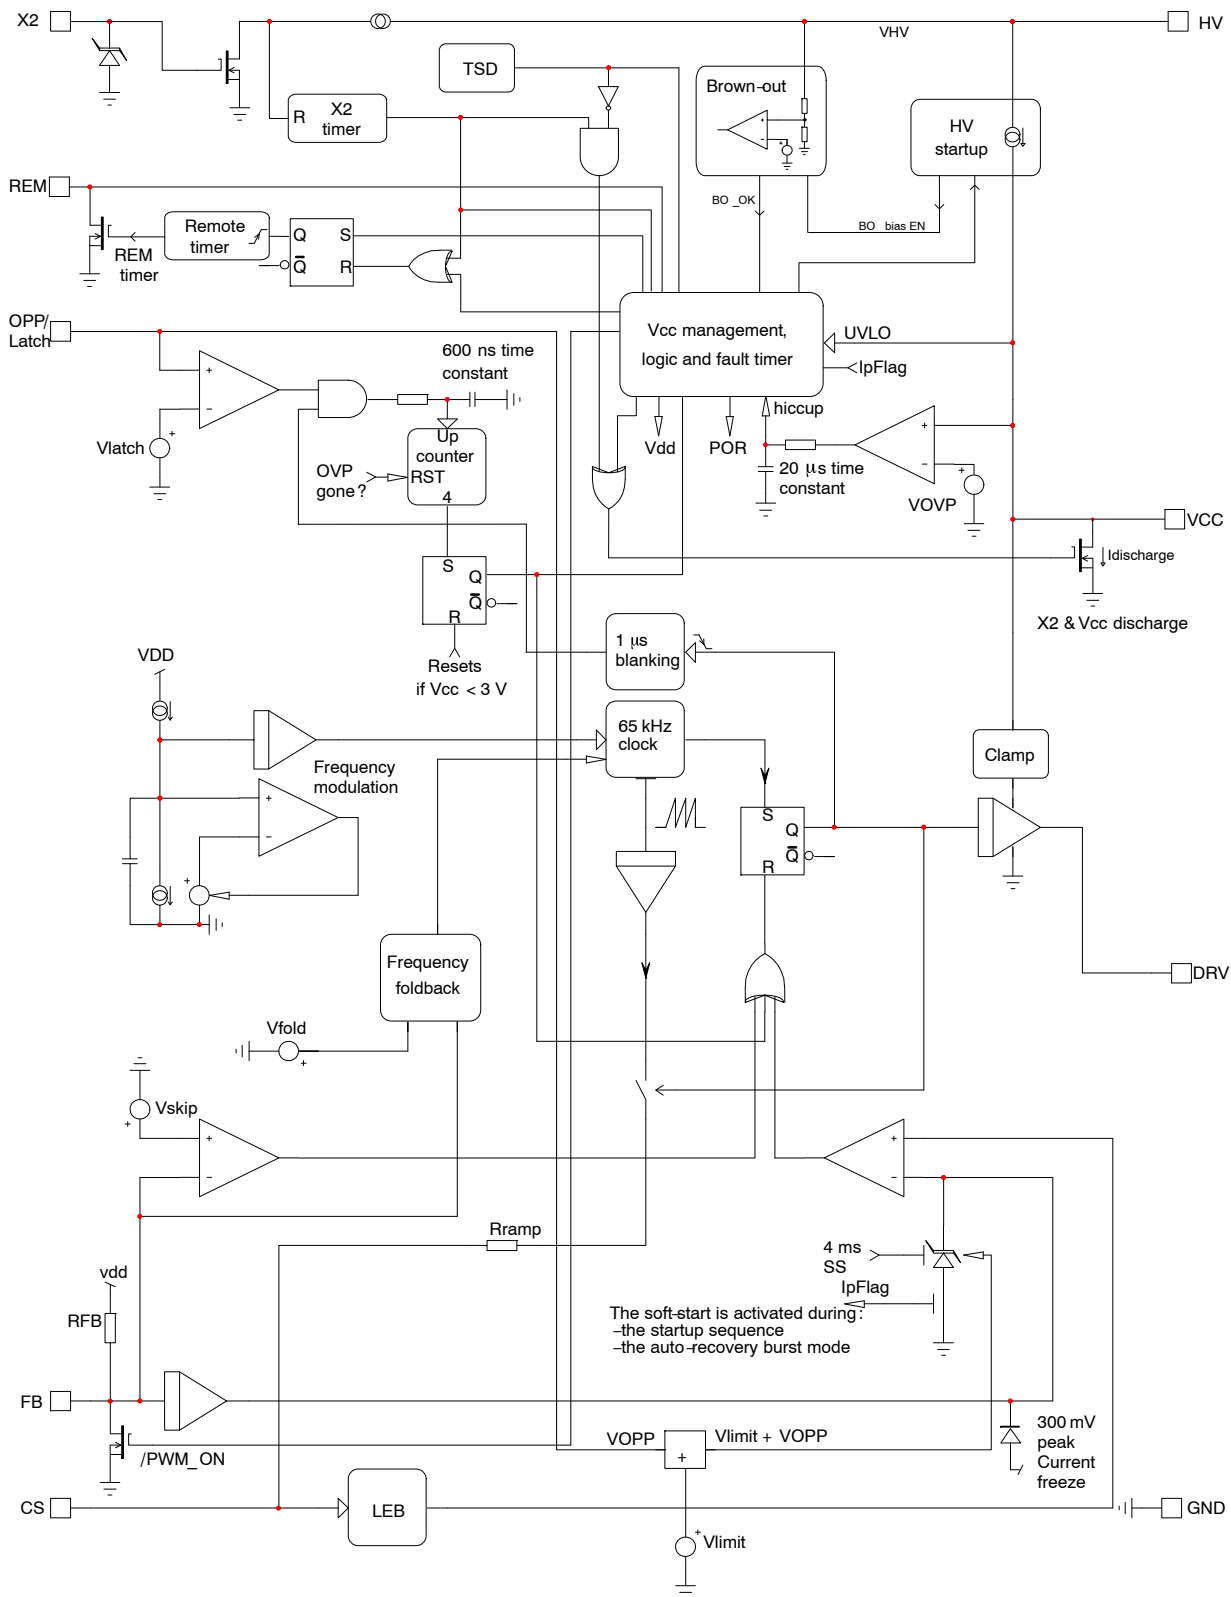 X2
HV
VHV
TSD
Brown-out
R
X2
timer
HV
startup
REM
BO_OK
BO_bias EN
Remote
timer
Q
S
Q
R
REM
timer
OPP/
Latch
Vcc management,
logic and fault timer
UVLO
IpFlag
600 ns time
constant
+
−
Vlatch
+
hiccup
Up
counter
RST
4
OVP
gone?
Vdd
POR
20 µs time
constant
+
−
+
VOVP
VCC
Idischarge
X2 & Vcc discharge
S
Q
Q
R
Resets
if Vcc < 3 V
1 µs
blanking
VDD
65 kHz
clock
Clamp
Frequency
modulation
+
−
+
S
Q
Q
R
Frequency
foldback
DRV
Vfold
+
Vskip
+
+
−
+
−
Rramp
4 ms
SS
IpFlag
vdd
RFB
The soft-start is activated during:
-the startup sequence
-the auto-recovery burst mode
FB
300 mV
peak
Current
freeze
VOPP
+
Vlimit + VOPP
/PWM_ON
CS
LEB
GND
+
Vlimit